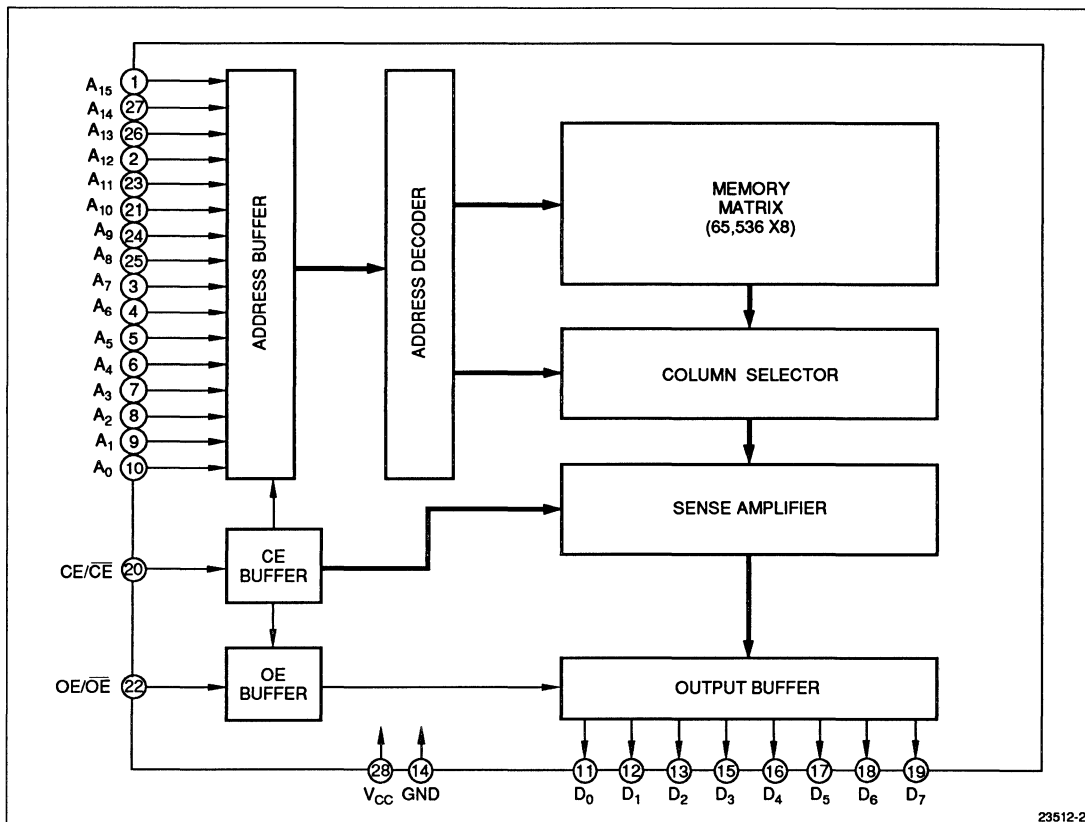 A15 1
A14 27
A13 26
A12 2
A11 23
A10 21
A9 24
A8 25
A7 3
A6 4
A5 5
A4 6
A3 7
A2 8
A1 9
A0 10
ADDRESS BUFFER
ADDRESS DECODER
MEMORY
MATRIX
(65,536 X8)
COLUMN SELECTOR
SENSE AMPLIFIER
CE/C̅E̅ 20
CE
BUFFER
OE/O̅E̅ 22
OE
BUFFER
OUTPUT BUFFER
28 14 11 12 13 15 16 17 18 19
VCC GND D0 D1 D2 D3 D4 D5 D6 D7
23512-2